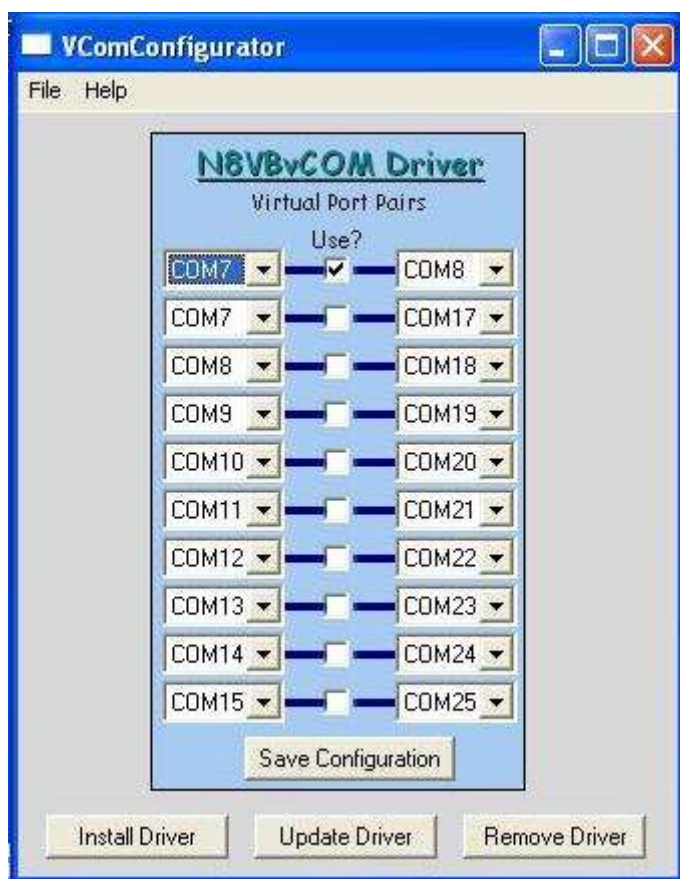 VComConfigurator
File Help
N8VBvCOM Driver
Virtual Port Pairs
Use?
COM7 COM8
COM7 COM17
COM8 COM18
COM9 COM19
COM10 COM20
COM11 COM21
COM12 COM22
COM13 COM23
COM14 COM24
COM15 COM25
Save Configuration
Install Driver Update Driver Remove Driver